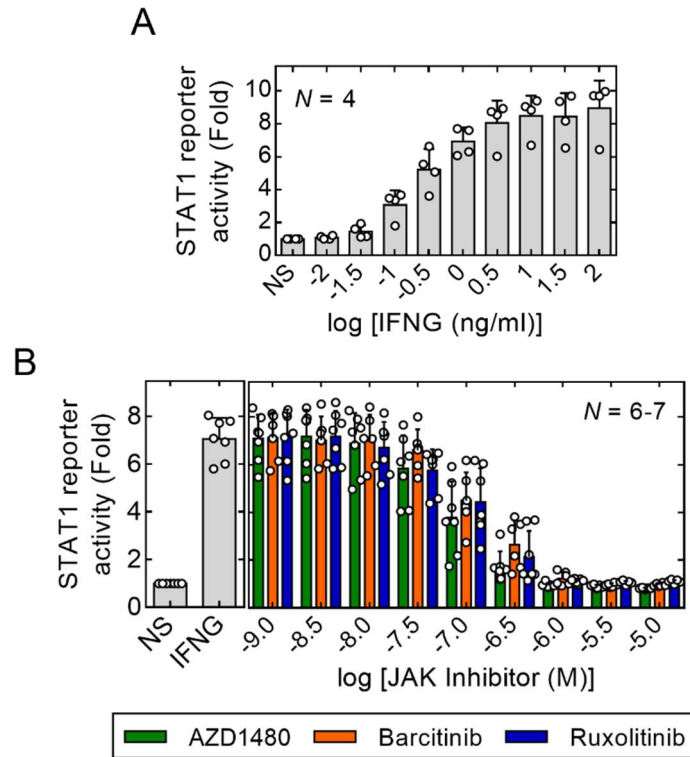 A
STAT1 reporter
activity (Fold)
10
8
6
4
2
0
N = 4
NS
-2
-1.5
-1
-0.5
0
0.5
1
1.5
2
log [IFNG (ng/ml)]
B
STAT1 reporter
activity (Fold)
8
6
4
2
0
N = 6-7
NS
IFNG
-9.0
-8.5
-8.0
-7.5
-7.0
-6.5
-6.0
-5.5
-5.0
log [JAK Inhibitor (M)]
AZD1480 Barcitinib Ruxolitinib